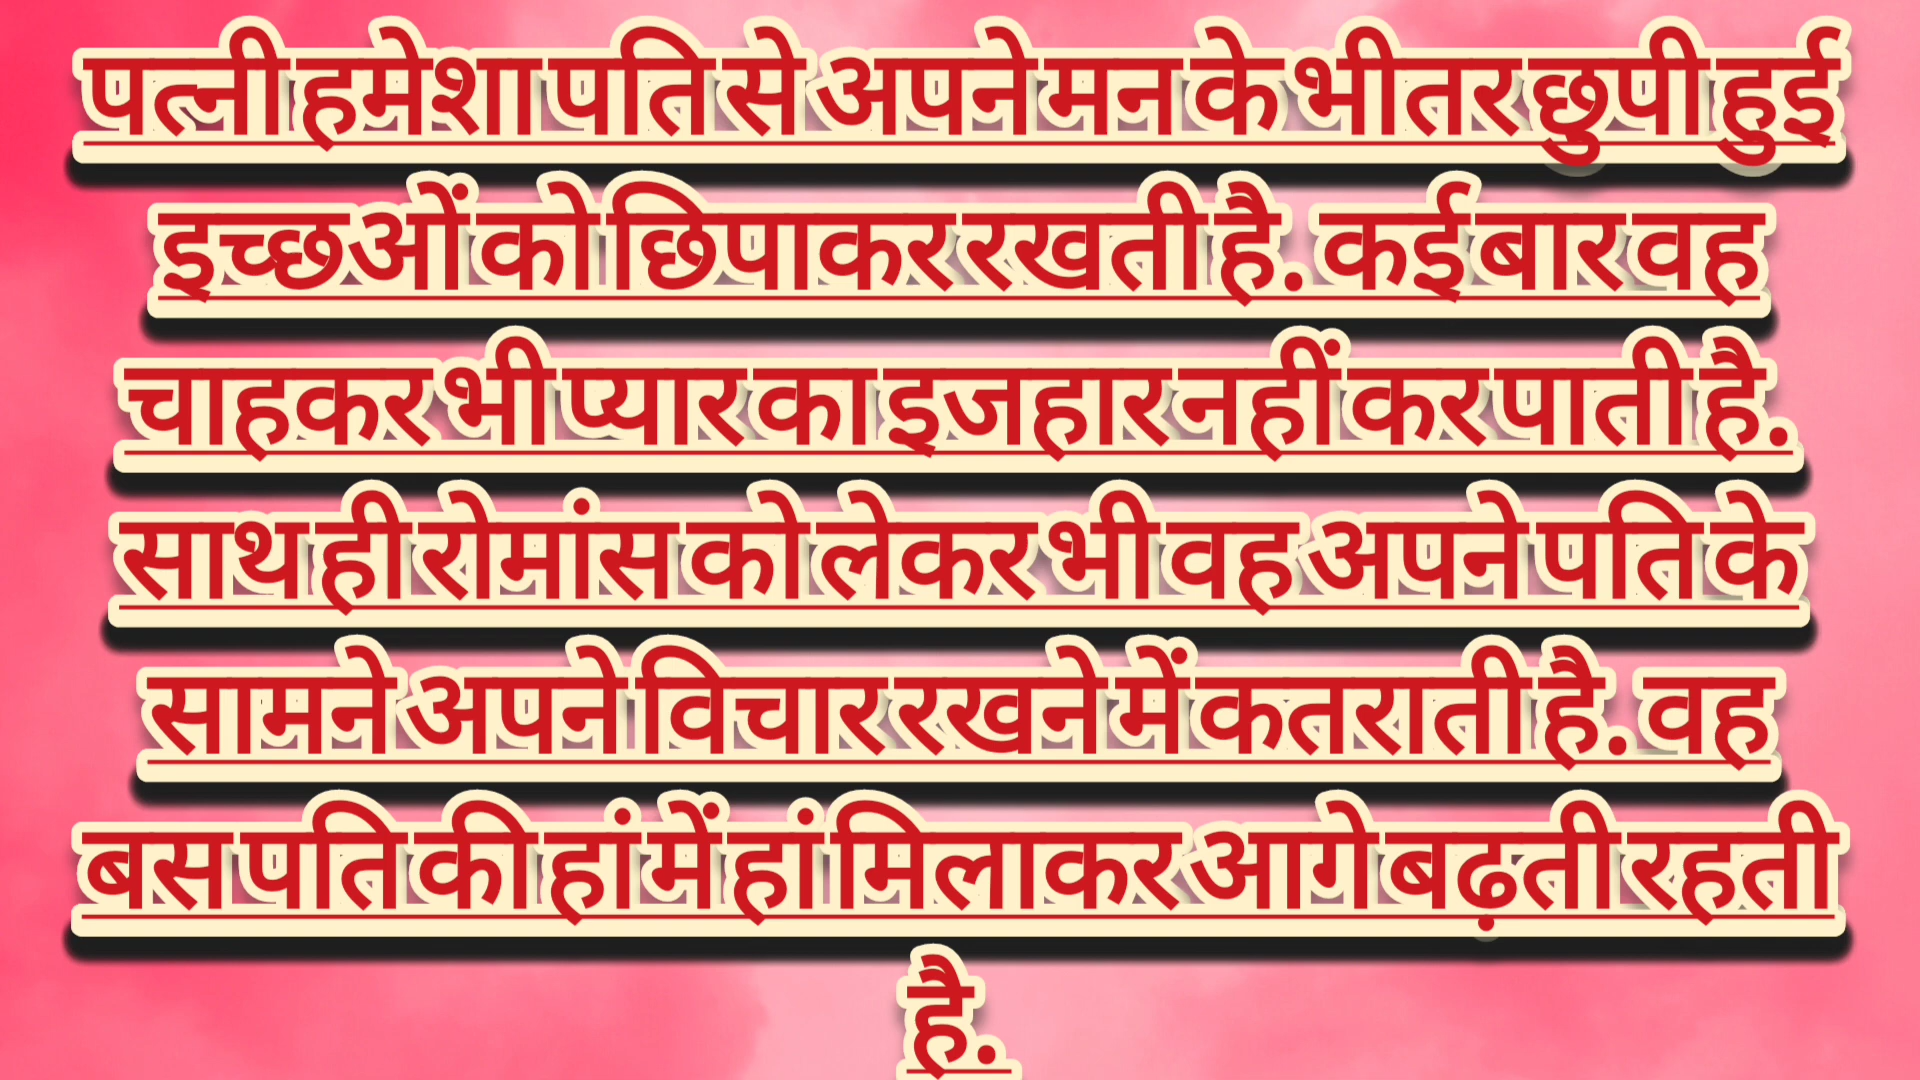 पत्नी हमेशा पति से अपने मन के भीतर छुपी हुई
इच्छओं को छिपाकर रखती है. कई बार वह
चाहकर भी प्यार का इजहार नहीं कर पाती है.
साथ ही रोमांस को लेकर भी वह अपने पति के
सामने अपने विचार रखने में कतराती है. वह
बस पति की हां में हां मिलाकर आगे बढ़ती रहती
है.